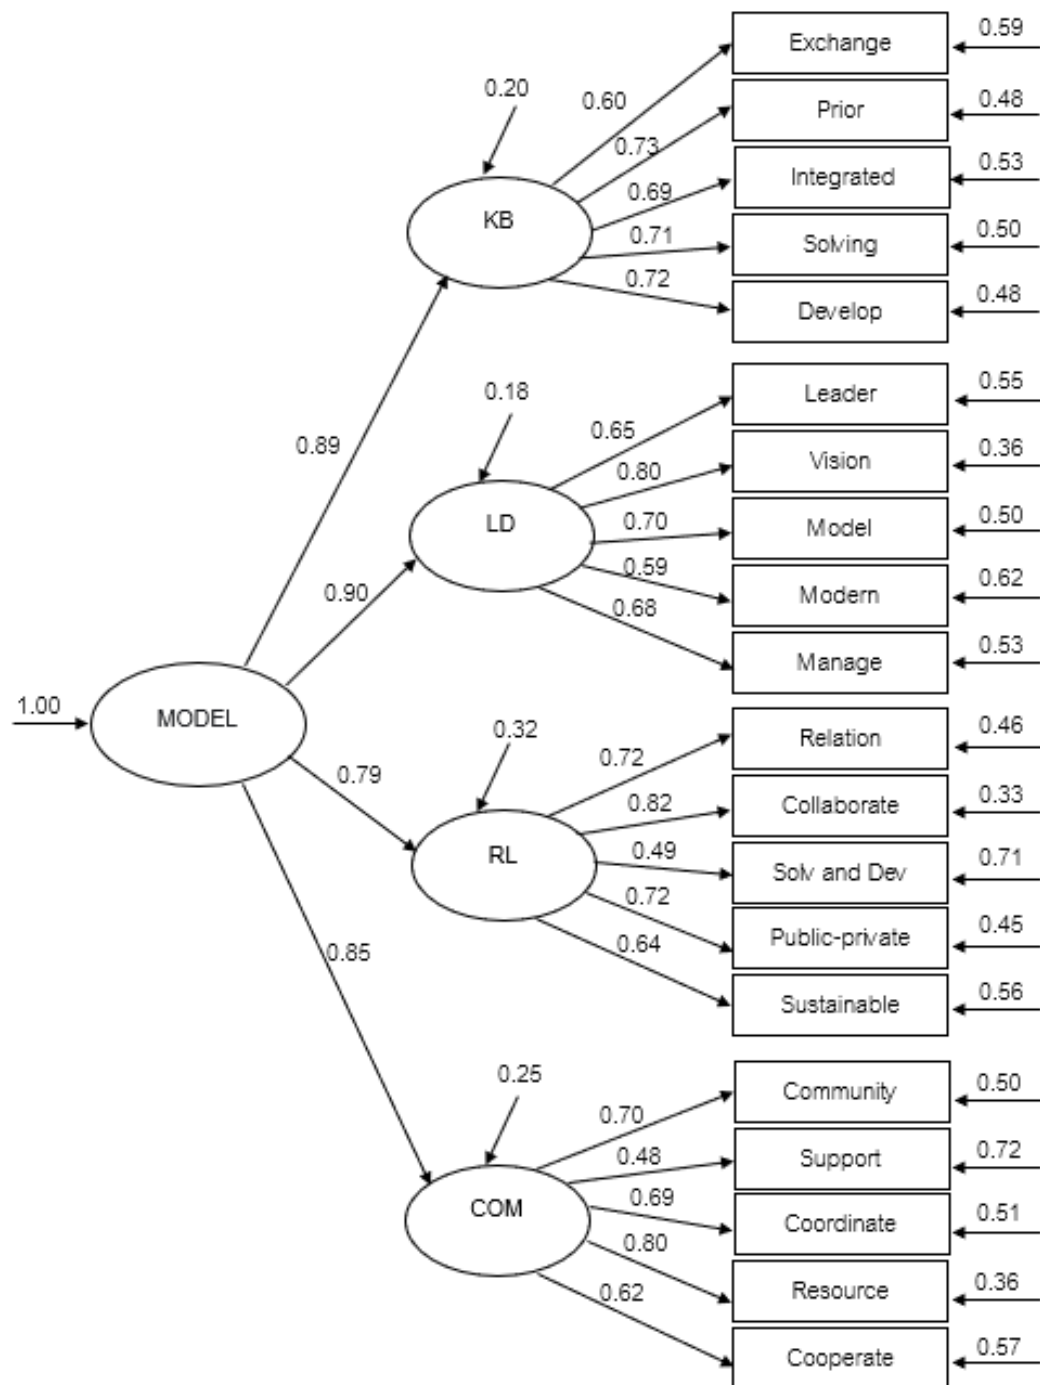 0.59
Exchange
0.60
0.20
0.48
Prior
0.73
0.53
Integrated
0.69
KB
0.50
Solving
0.71
0.48
Develop
0.72
0.55
Leader
0.18
0.65
0.89
0.36
Vision
0.80
LD
0.50
Model
0.70
0.62
Modern
0.59
0.90
0.53
Manage
0.68
1.00
MODEL
0.46
Relation
0.32
0.72
0.79
0.33
Collaborate
0.82
RL
0.71
Solv and Dev
0.49
0.45
Public-private
0.72
0.64
0.85
0.56
Sustainable
0.25
0.50
Community
0.70
0.72
Support
0.48
COM
0.51
Coordinate
0.69
0.36
Resource
0.80
0.62
0.57
Cooperate